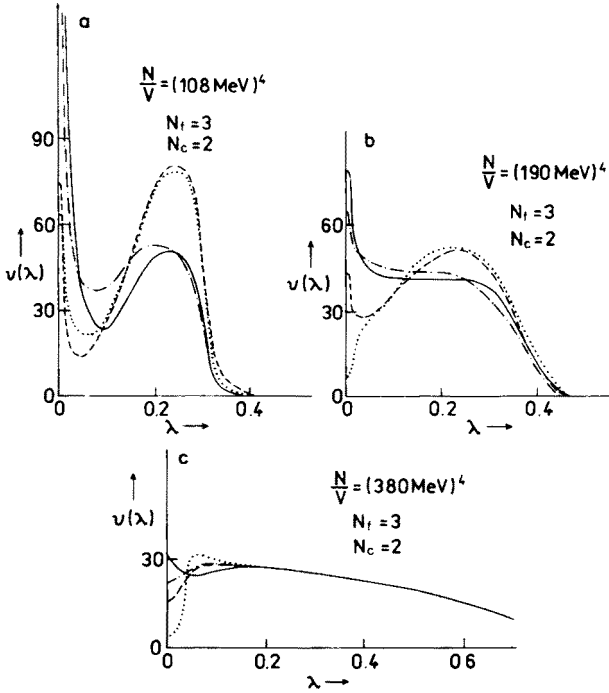 a
N/V = (108 MeV)⁴
N_f = 3
N_c = 2
90
60
30
0
υ(λ)
0 0.2 0.4
λ →
b
N/V = (190 MeV)⁴
N_f = 3
N_c = 2
60
30
0
υ(λ)
0 0.2 0.4
λ →
c
N/V = (380 MeV)⁴
N_f = 3
N_c = 2
υ(λ)
30
0
0 0.2 0.4 0.6
λ →